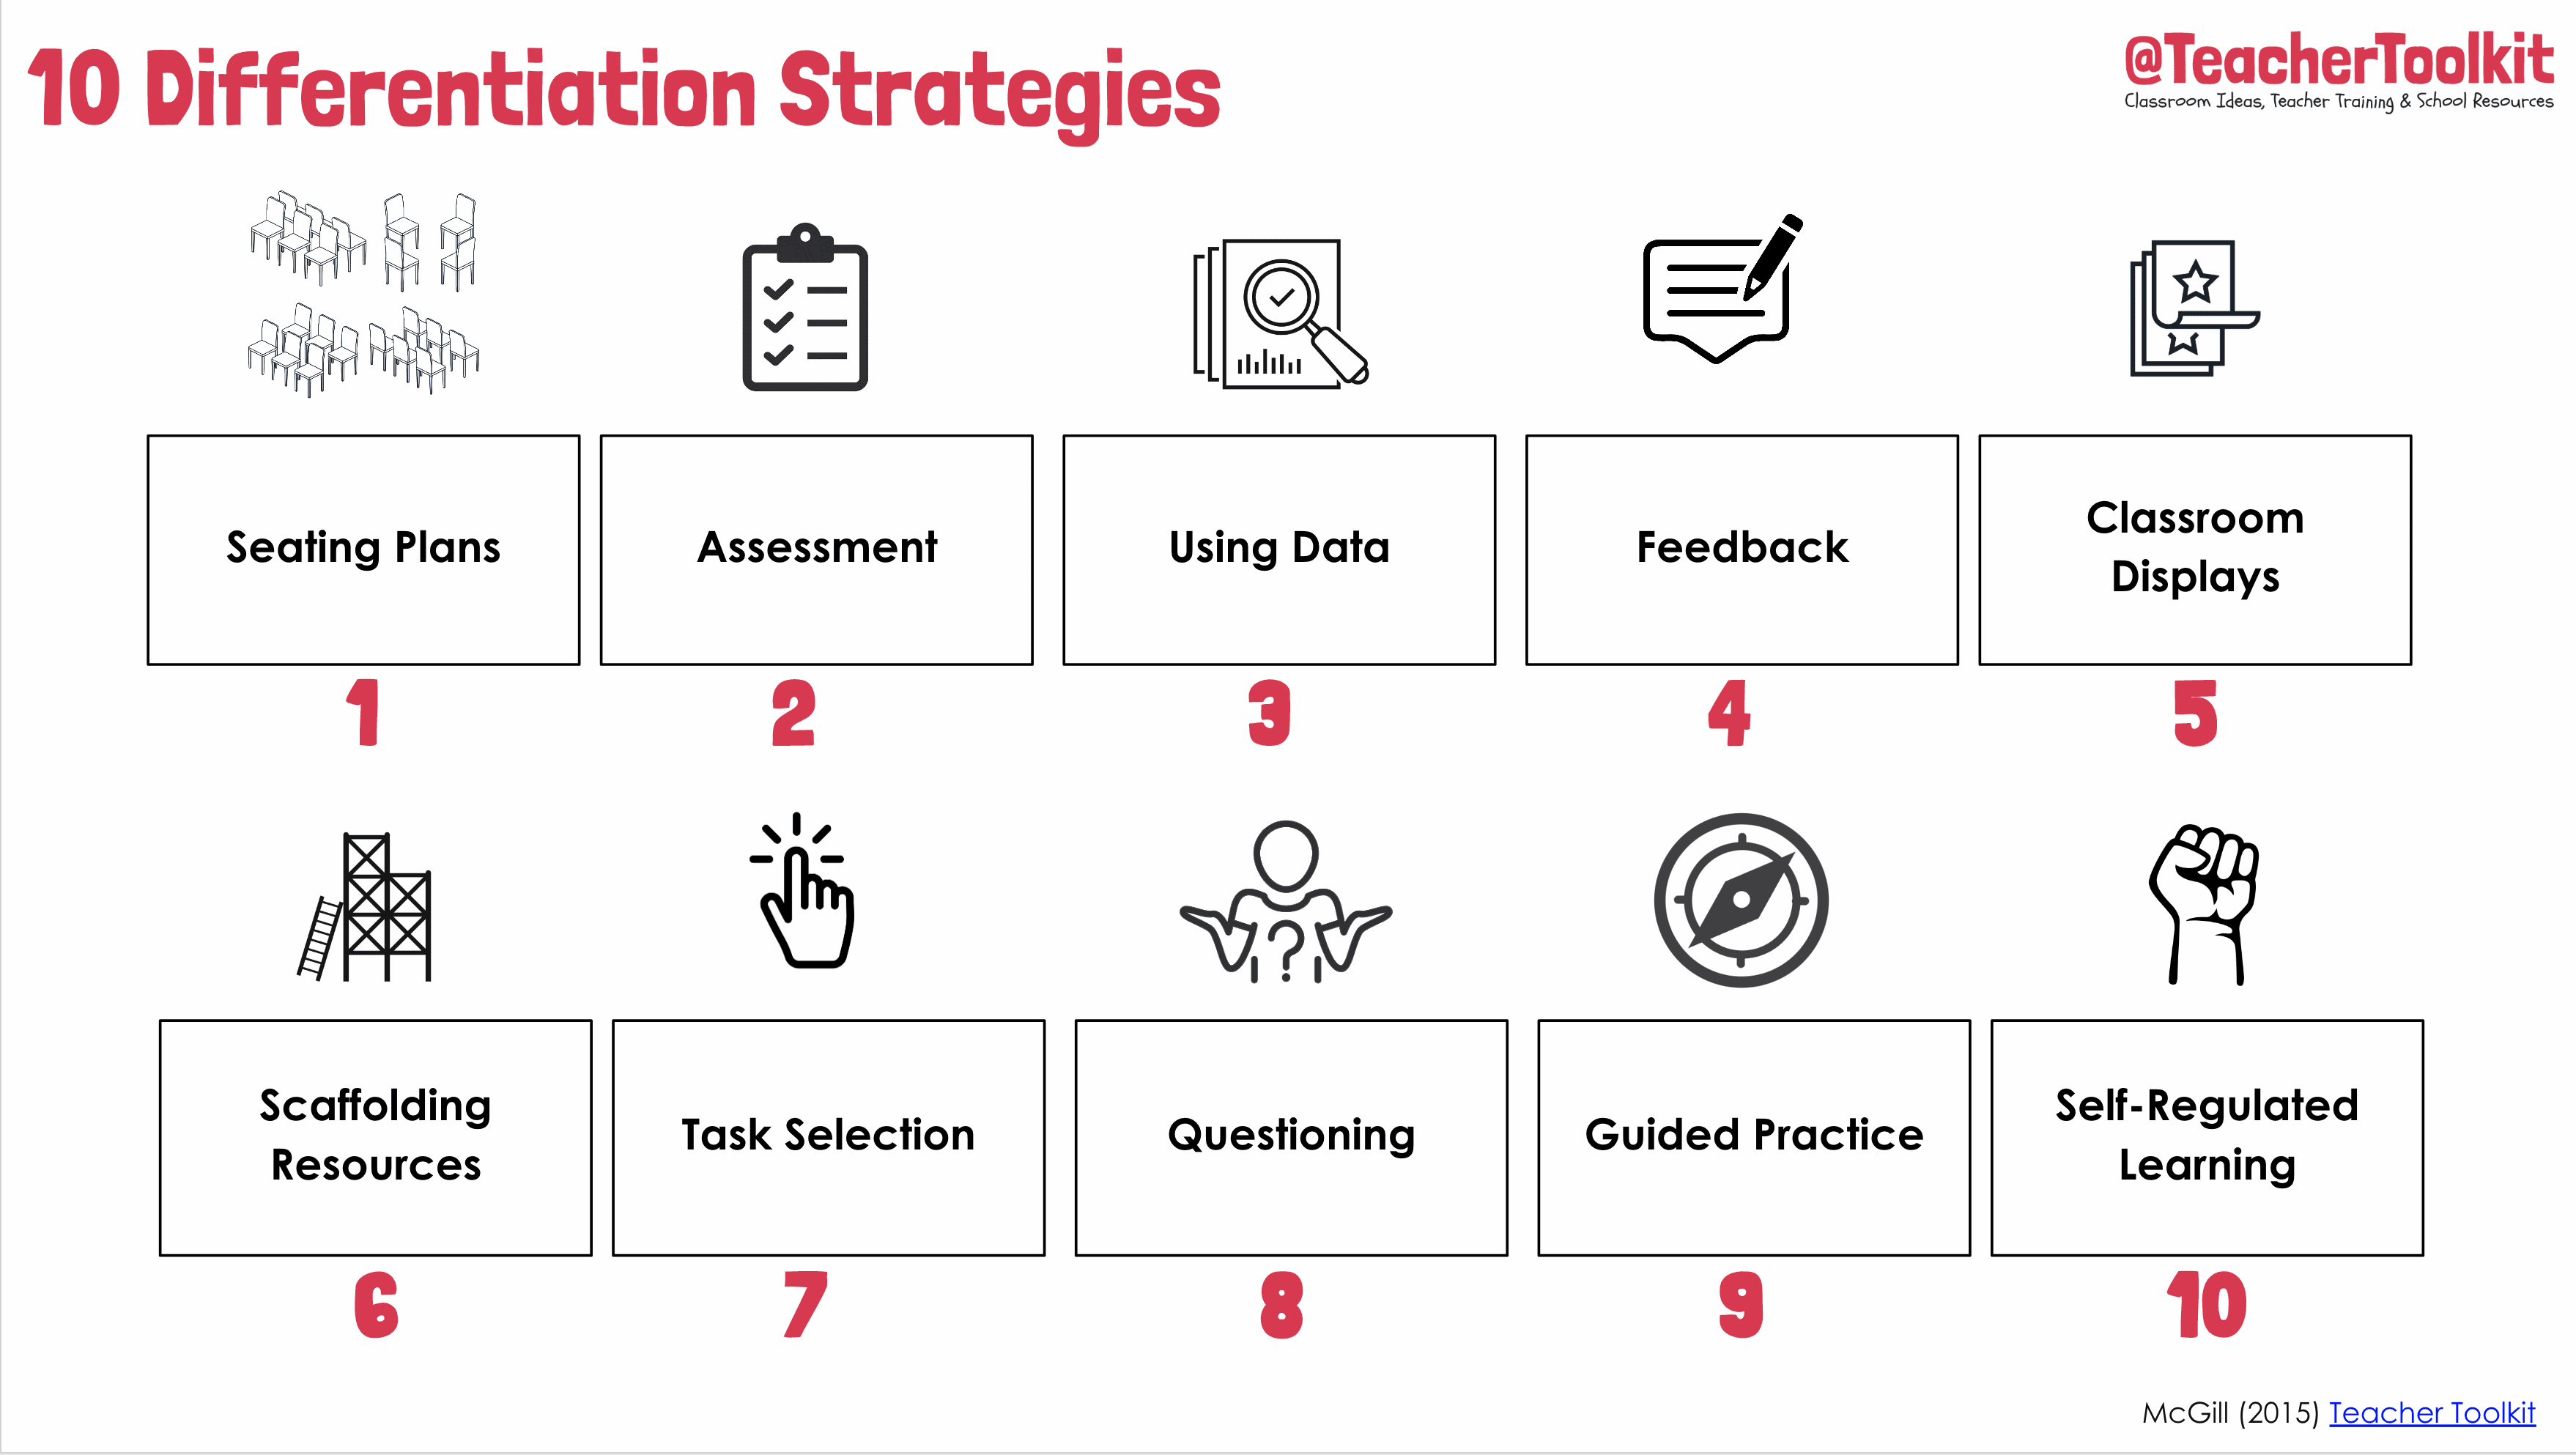 10 Differentiation Strategies
@TeacherToolkit
Classroom Ideas, Teacher Training & School Resources
Seating Plans
Assessment
Using Data
Feedback
Classroom
Displays
1
2
3
4
5
?
Scaffolding
Resources
Task Selection
Questioning
Guided Practice
Self-Regulated
Learning
6
7
8
9
10
McGill (2015) Teacher Toolkit